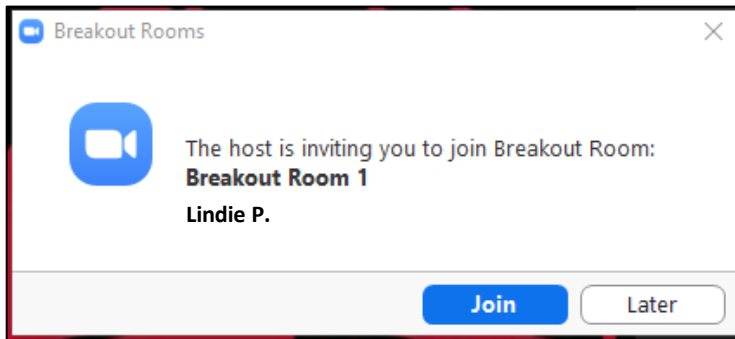 Breakout Rooms
The host is inviting you to join Breakout Room:
Breakout Room 1
Lindie P.
Join
Later